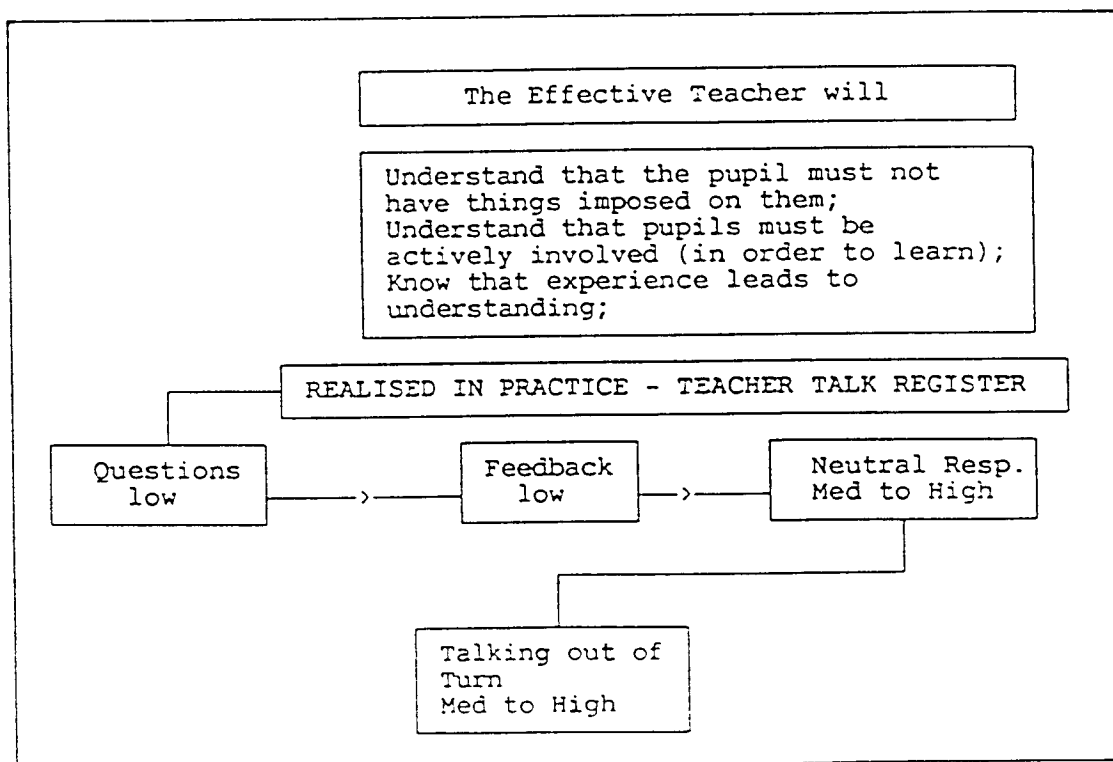 The Effective Teacher will
Understand that the pupil must not
have things imposed on them;
Understand that pupils must be
actively involved (in order to learn);
Know that experience leads to
understanding;
REALISED IN PRACTICE - TEACHER TALK REGISTER
Questions
low
Feedback
low
Neutral Resp.
Med to High
Talking out of
Turn
Med to High